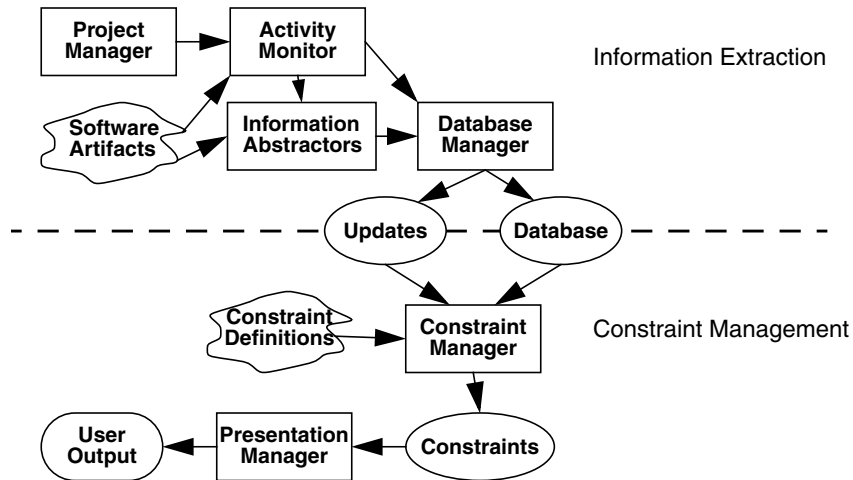 Project
Manager
Activity
Monitor
Information Extraction
Software
Artifacts
Information
Abstractors
Database
Manager
Updates
Database
Constraint
Definitions
Constraint
Manager
Constraint Management
User
Output
Presentation
Manager
Constraints